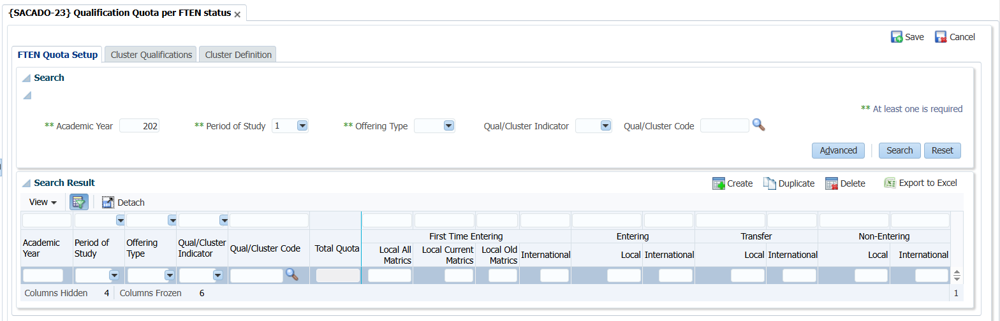 {SACADO-23} Qualification Quota per FTEN status
Save Cancel
FTEN Quota Setup Cluster Qualifications Cluster Definition
Search
** At least one is required
** Academic Year 202 ** Period of Study 1 ** Offering Type Qual/Cluster Indicator Qual/Cluster Code
Advanced Search Reset
Search Result Create Duplicate Delete Export to Excel
View Detach
First Time Entering Entering Transfer Non-Entering
Academic Year Period of Study Offering Type Qual/Cluster Indicator Qual/Cluster Code Total Quota Local All Matrics Local Current Matrics Local Old Matrics International Local International Local International Local International
Columns Hidden 4 Columns Frozen 6 1